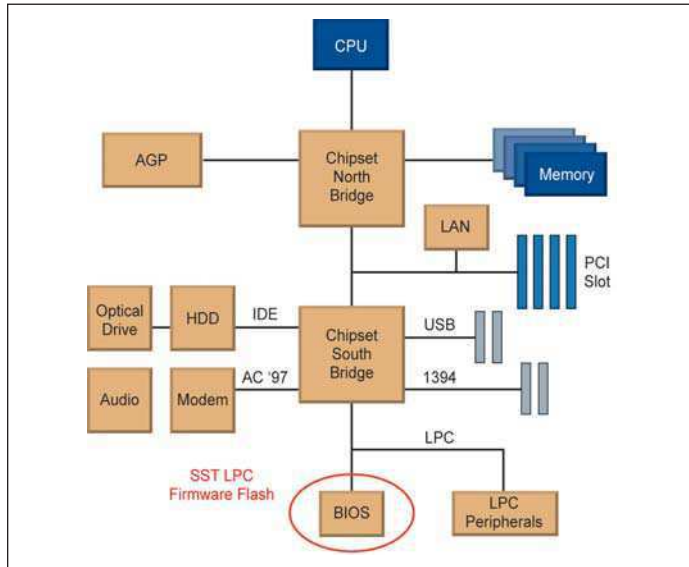 CPU
AGP
Chipset
North
Bridge
Memory
LAN
PCI
Slot
Optical
Drive
HDD
IDE
Chipset
South
Bridge
USB
Audio
Modem
AC '97
1394
LPC
SST LPC
Firmware Flash
BIOS
LPC
Peripherals